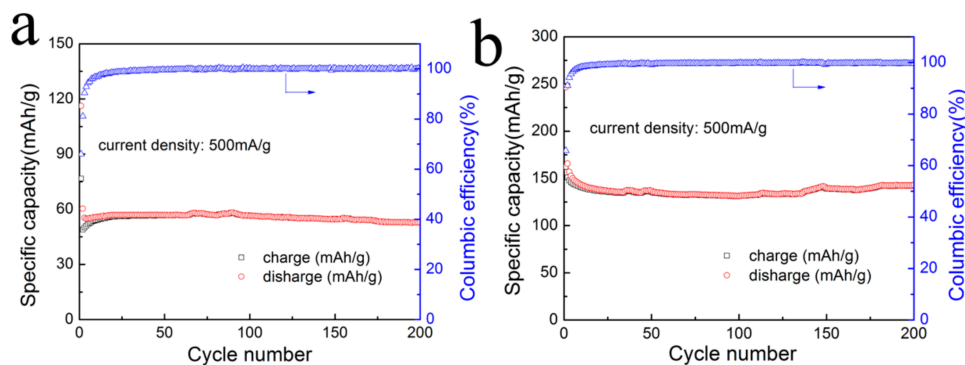 a
Specific capacity(mAh/g)
150
120
90
60
30
0
current density: 500mA/g
charge (mAh/g)
disharge (mAh/g)
0 50 100 150 200
Cycle number
100
80
60
40
20
0
Columbic efficiency(%)
b
Specific capacity(mAh/g)
300
250
200
150
100
50
0
current density: 500mA/g
charge (mAh/g)
disharge (mAh/g)
0 50 100 150 200
Cycle number
100
80
60
40
20
0
Columbic efficiency(%)